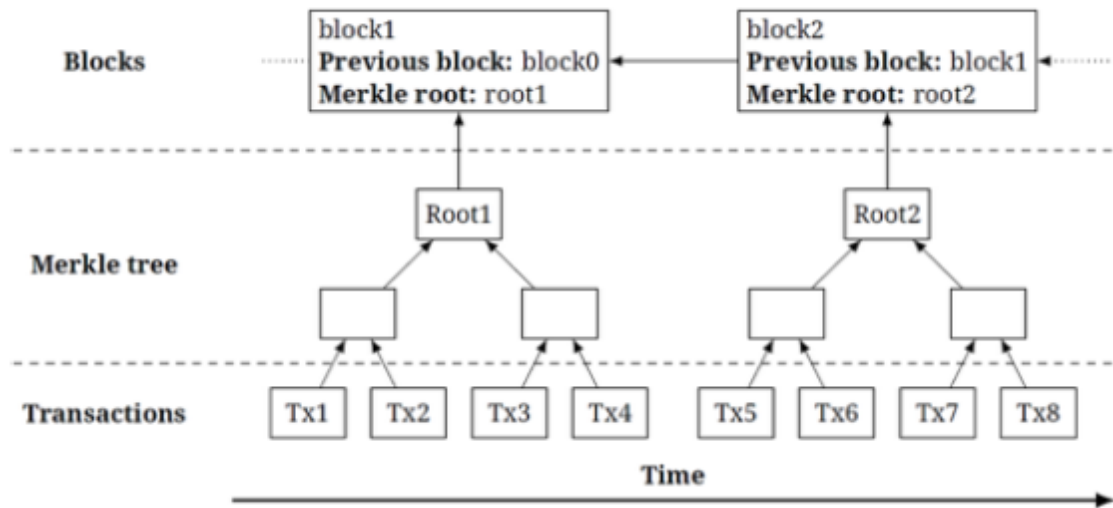 Blocks
block1
Previous block: block0
Merkle root: root1
block2
Previous block: block1
Merkle root: root2
Merkle tree
Root1
Root2
Transactions
Tx1
Tx2
Tx3
Tx4
Tx5
Tx6
Tx7
Tx8
Time